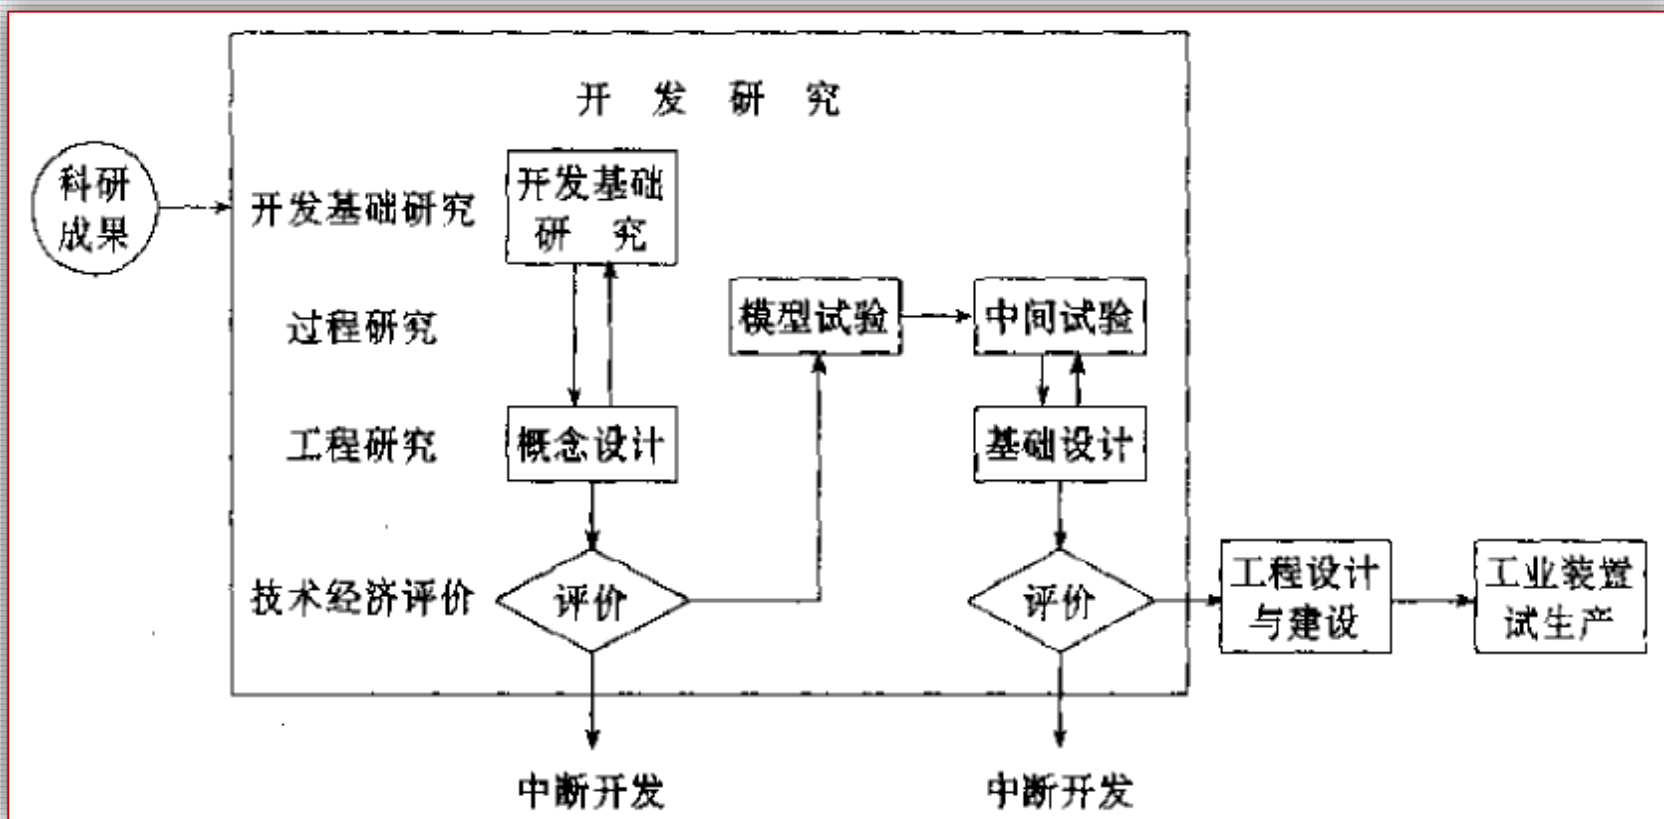 开发研究
科研
成果
开发基础研究
开发基础
研究
过程研究
模型试验
中间试验
工程研究
概念设计
基础设计
技术经济评价
评价
评价
工程设计
与建设
工业装置
试生产
中断开发
中断开发